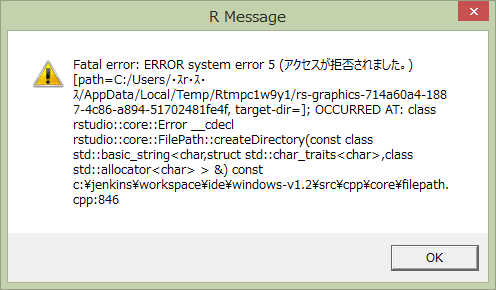 R Message
Fatal error: ERROR system error 5 (アクセスが拒否されました。)
[path=C:/Users/･ｽr･ｽ･
ｽ/AppData/Local/Temp/Rtmpc1w9y1/rs-graphics-714a60a4-188
7-4c86-a894-51702481fe4f, target-dir=]; OCCURRED AT: class
rstudio::core::Error __cdecl
rstudio::core::FilePath::createDirectory(const class
std::basic_string<char,struct std::char_traits<char>,class
std::allocator<char> > &) const
c:¥jenkins¥workspace¥ide¥windows-v1.2¥src¥cpp¥core¥filepath.
cpp:846
OK